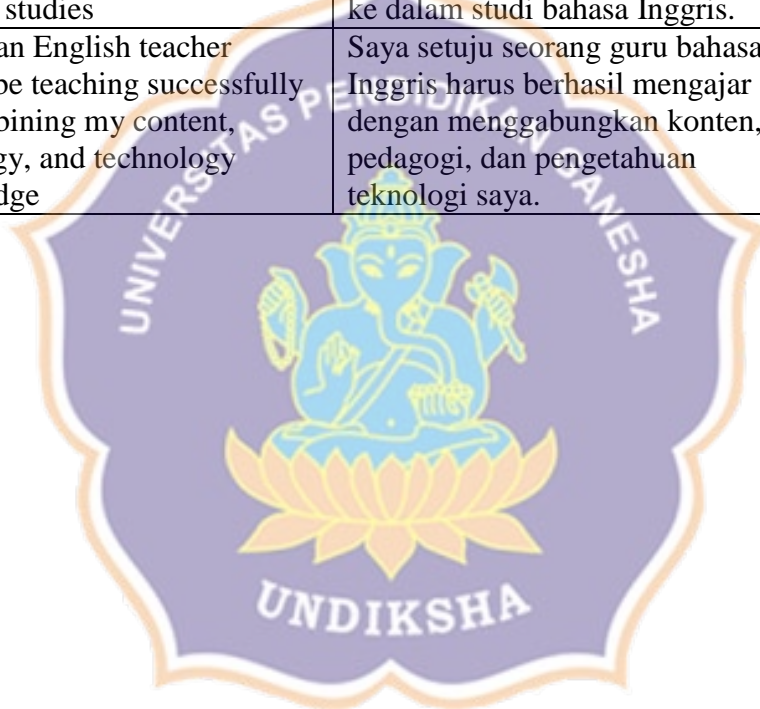 studies
ke dalam studi bahasa Inggris.
an English teacher
be teaching successfully
bining my content,
gy, and technology
dge
Saya setuju seorang guru bahasa
Inggris harus berhasil mengajar
dengan menggabungkan konten,
pedagogi, dan pengetahuan
teknologi saya.
UNIVERSITAS PENDIDIKAN GANESHA
UNDIKSHA